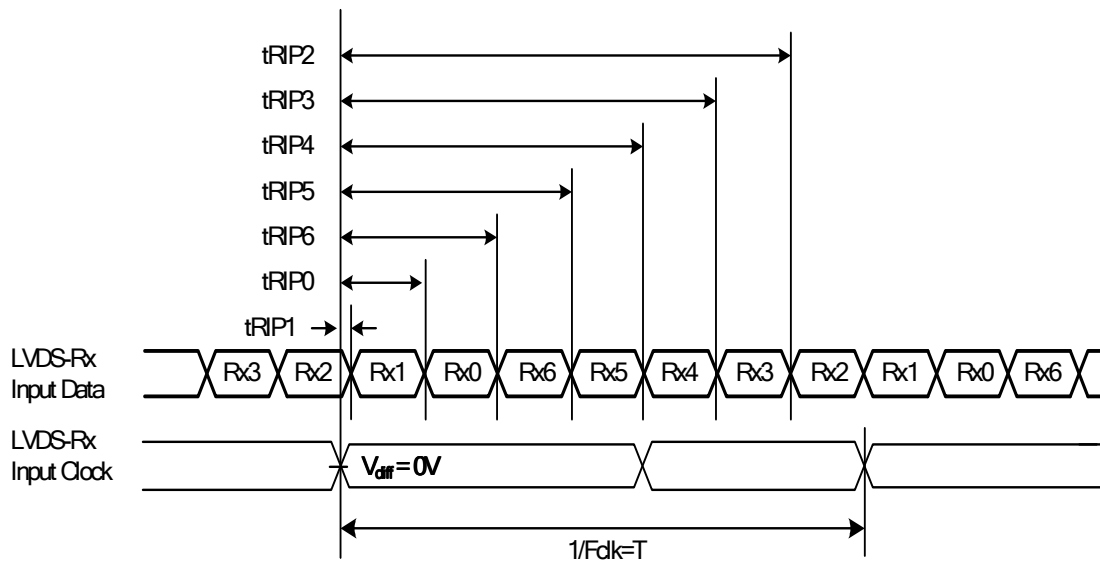 tRIP2
tRIP3
tRIP4
tRIP5
tRIP6
tRIP0
tRIP1
LVDS-Rx
Input Data
Rx3 Rx2 Rx1 Rx0 Rx6 Rx5 Rx4 Rx3 Rx2 Rx1 Rx0 Rx6
LVDS-Rx
Input Clock
Vdiff = 0V
1/Fclk=T